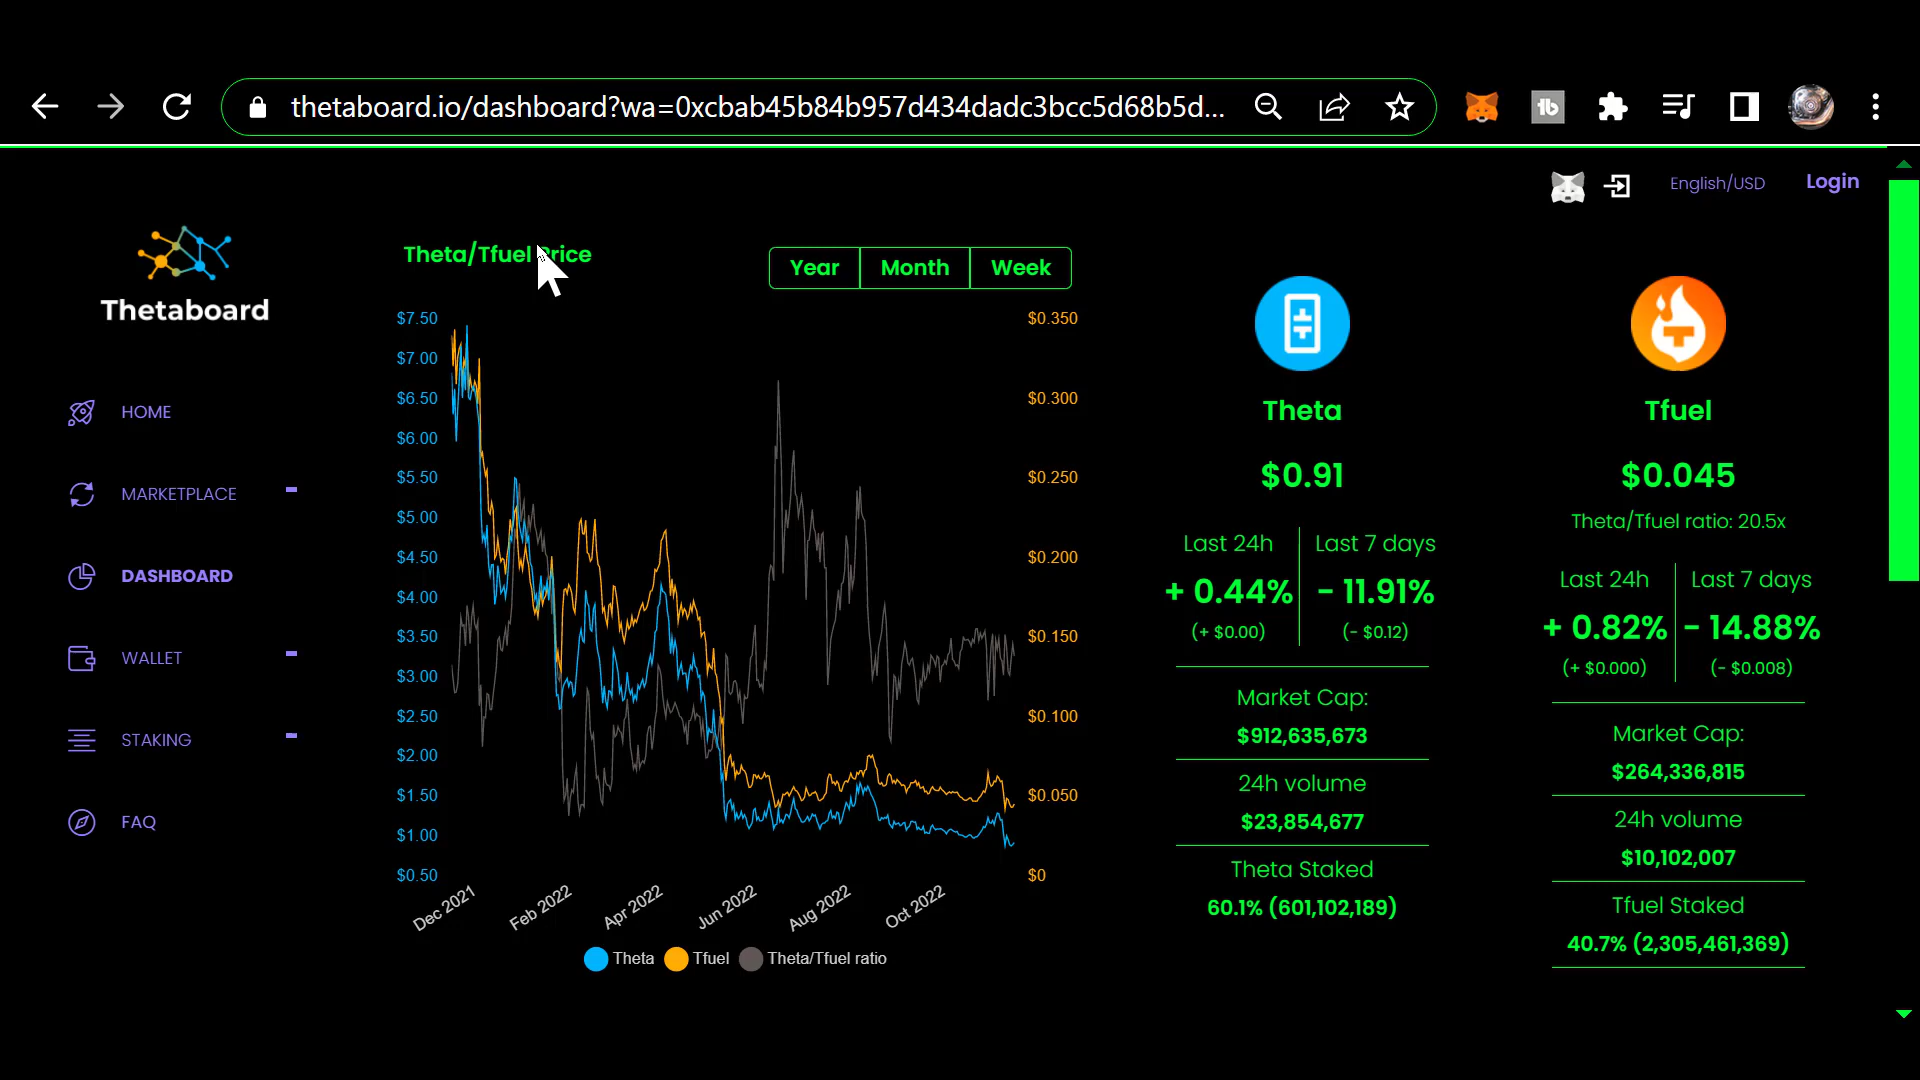 thetaboard.io/dashboard?wa=0xcbab45b84b957d434dadc3bcc5d68b5d...
English/USD
Login
Thetaboard
HOME
MARKETPLACE
DASHBOARD
WALLET
STAKING
FAQ
Theta/Tfuel Price
Year Month Week
$7.50
$7.00
$6.50
$6.00
$5.50
$5.00
$4.50
$4.00
$3.50
$3.00
$2.50
$2.00
$1.50
$1.00
$0.50
$0.350
$0.300
$0.250
$0.200
$0.150
$0.100
$0.050
$0
Dec 2021 Feb 2022 Apr 2022 Jun 2022 Aug 2022 Oct 2022
Theta Tfuel Theta/Tfuel ratio
Theta
$0.91
Last 24h Last 7 days
+ 0.44% - 11.91%
(+ $0.00) (- $0.12)
Market Cap:
$912,635,673
24h volume
$23,854,677
Theta Staked
60.1% (601,102,189)
Tfuel
$0.045
Theta/Tfuel ratio: 20.5x
Last 24h Last 7 days
+ 0.82% - 14.88%
(+ $0.000) (- $0.008)
Market Cap:
$264,336,815
24h volume
$10,102,007
Tfuel Staked
40.7% (2,305,461,369)